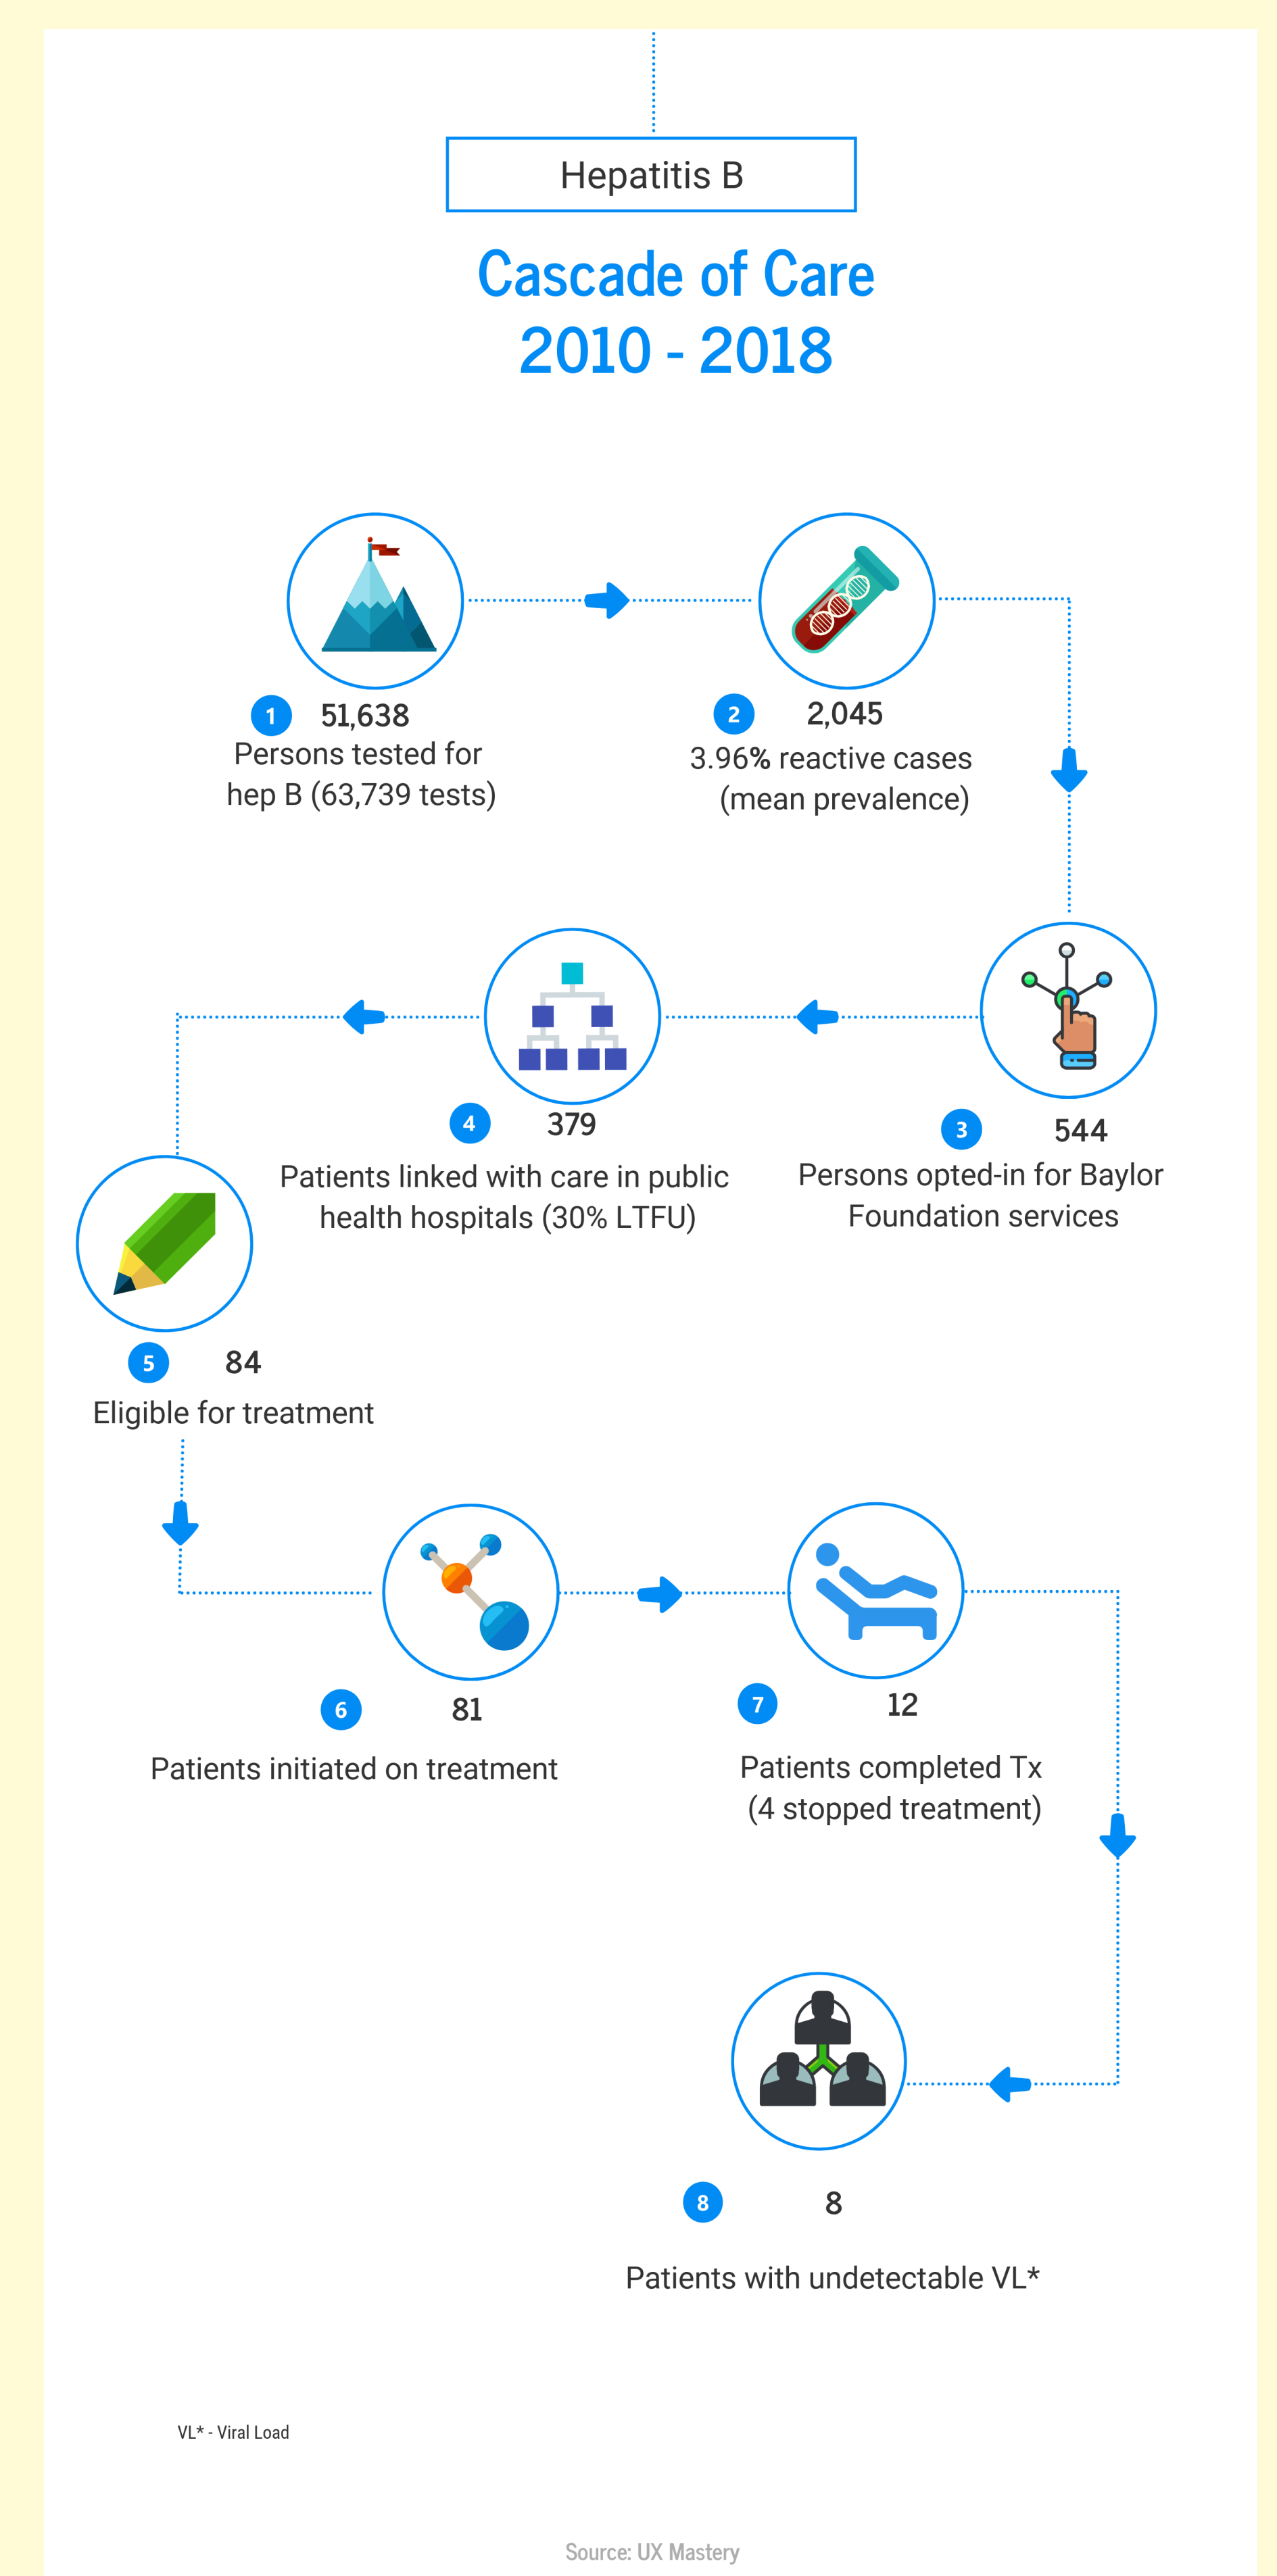 Hepatitis B
Cascade of Care
2010 - 2018
1 51,638
Persons tested for
hep B (63,739 tests)
2 2,045
3.96% reactive cases
(mean prevalence)
3 544
Persons opted-in for Baylor
Foundation services
4 379
Patients linked with care in public
health hospitals (30% LTFU)
5 84
Eligible for treatment
6 81
Patients initiated on treatment
7 12
Patients completed Tx
(4 stopped treatment)
8 8
Patients with undetectable VL*
VL* - Viral Load
Source: UX Mastery